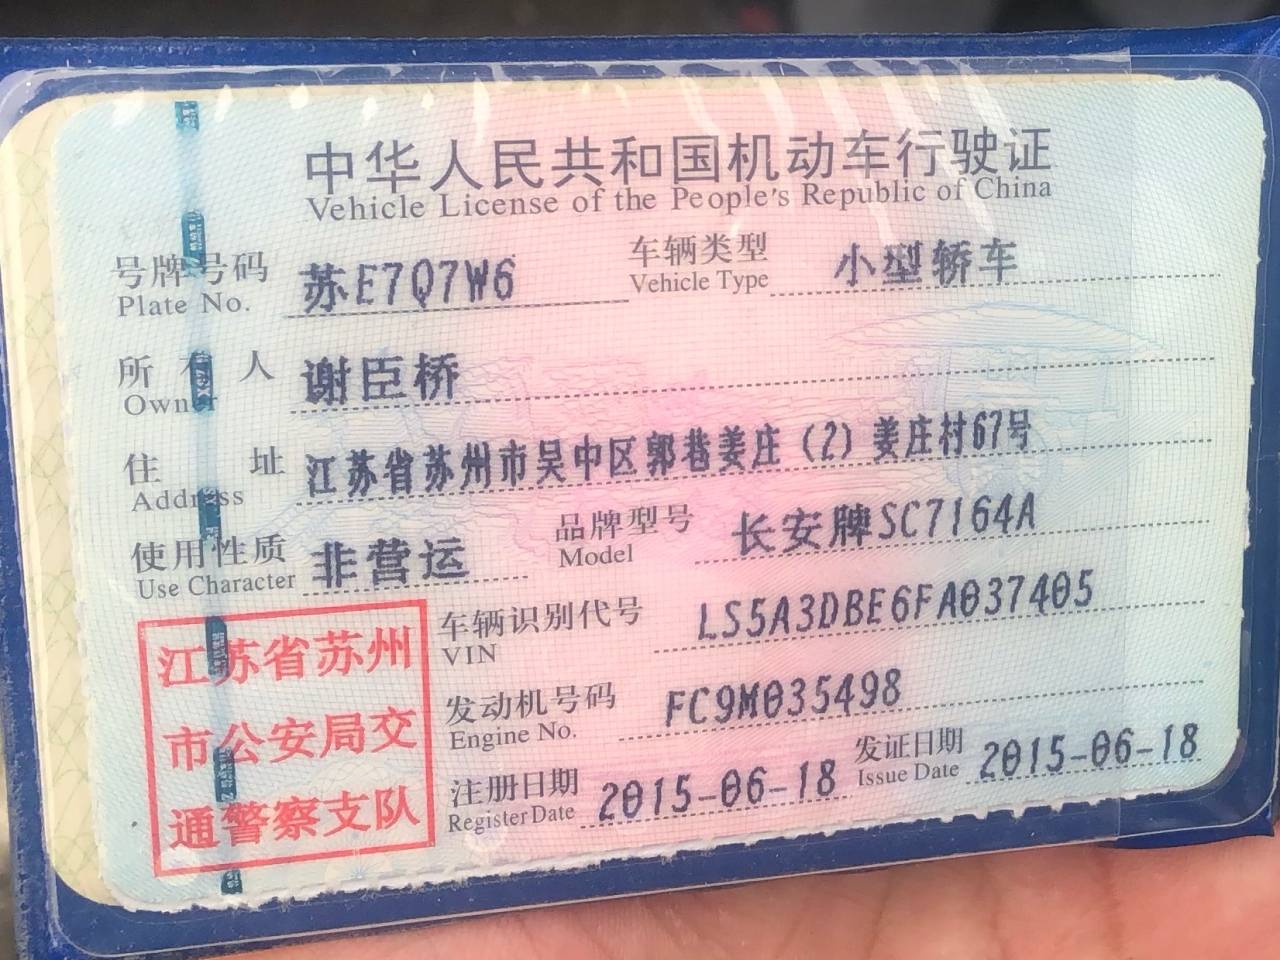 中华人民共和国机动车行驶证
Vehicle License of the People's Republic of China
号牌号码 苏E7Q7W6 车辆类型 小型轿车
Plate No. Vehicle Type
所有人 谢臣桥
Owner
住址 江苏省苏州市吴中区郭巷姜庄（2）姜庄村67号
Address
使用性质 非营运 品牌型号 长安牌SC7164A
Use Character Model
车辆识别代号 LS5A3DBE6FA037405
VIN
发动机号码 FC9M035498
Engine No.
注册日期 2015-06-18 发证日期 2015-06-18
Register Date Issue Date
江苏省苏州
市公安局交
通警察支队